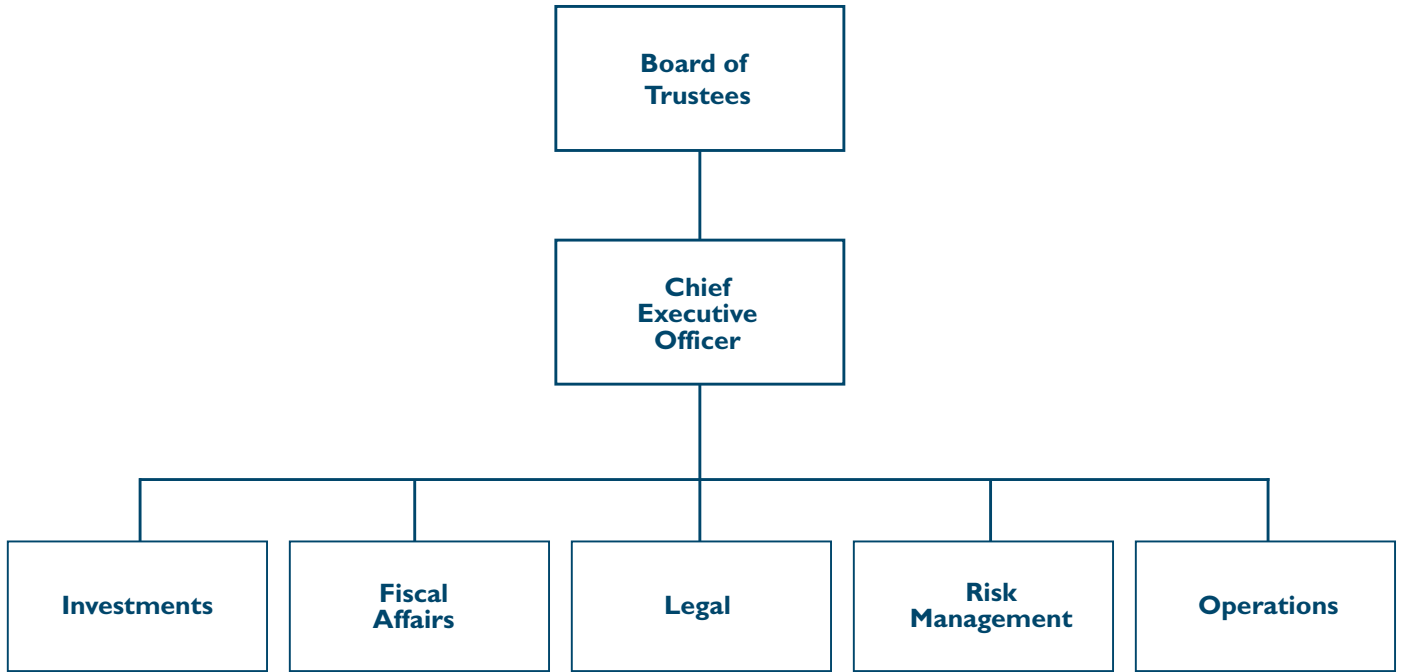 Board of
Trustees
Chief
Executive
Officer
Investments
Fiscal
Affairs
Legal
Risk
Management
Operations